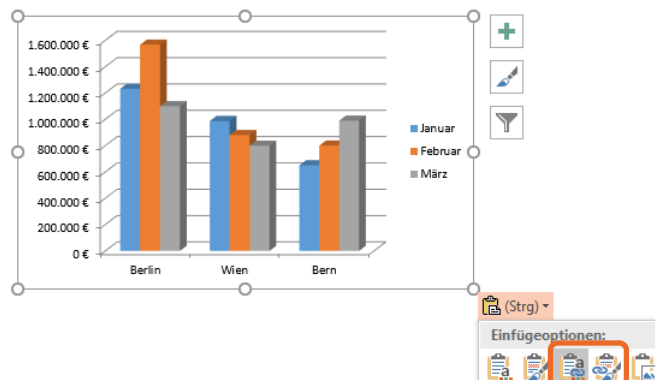 1.600.000 €
1.400.000 €
1.200.000 €
1.000.000 €
800.000 €
600.000 €
400.000 €
200.000 €
0 €
Berlin Wien Bern
Januar
Februar
März
(Strg)
Einfügeoptionen:
a a